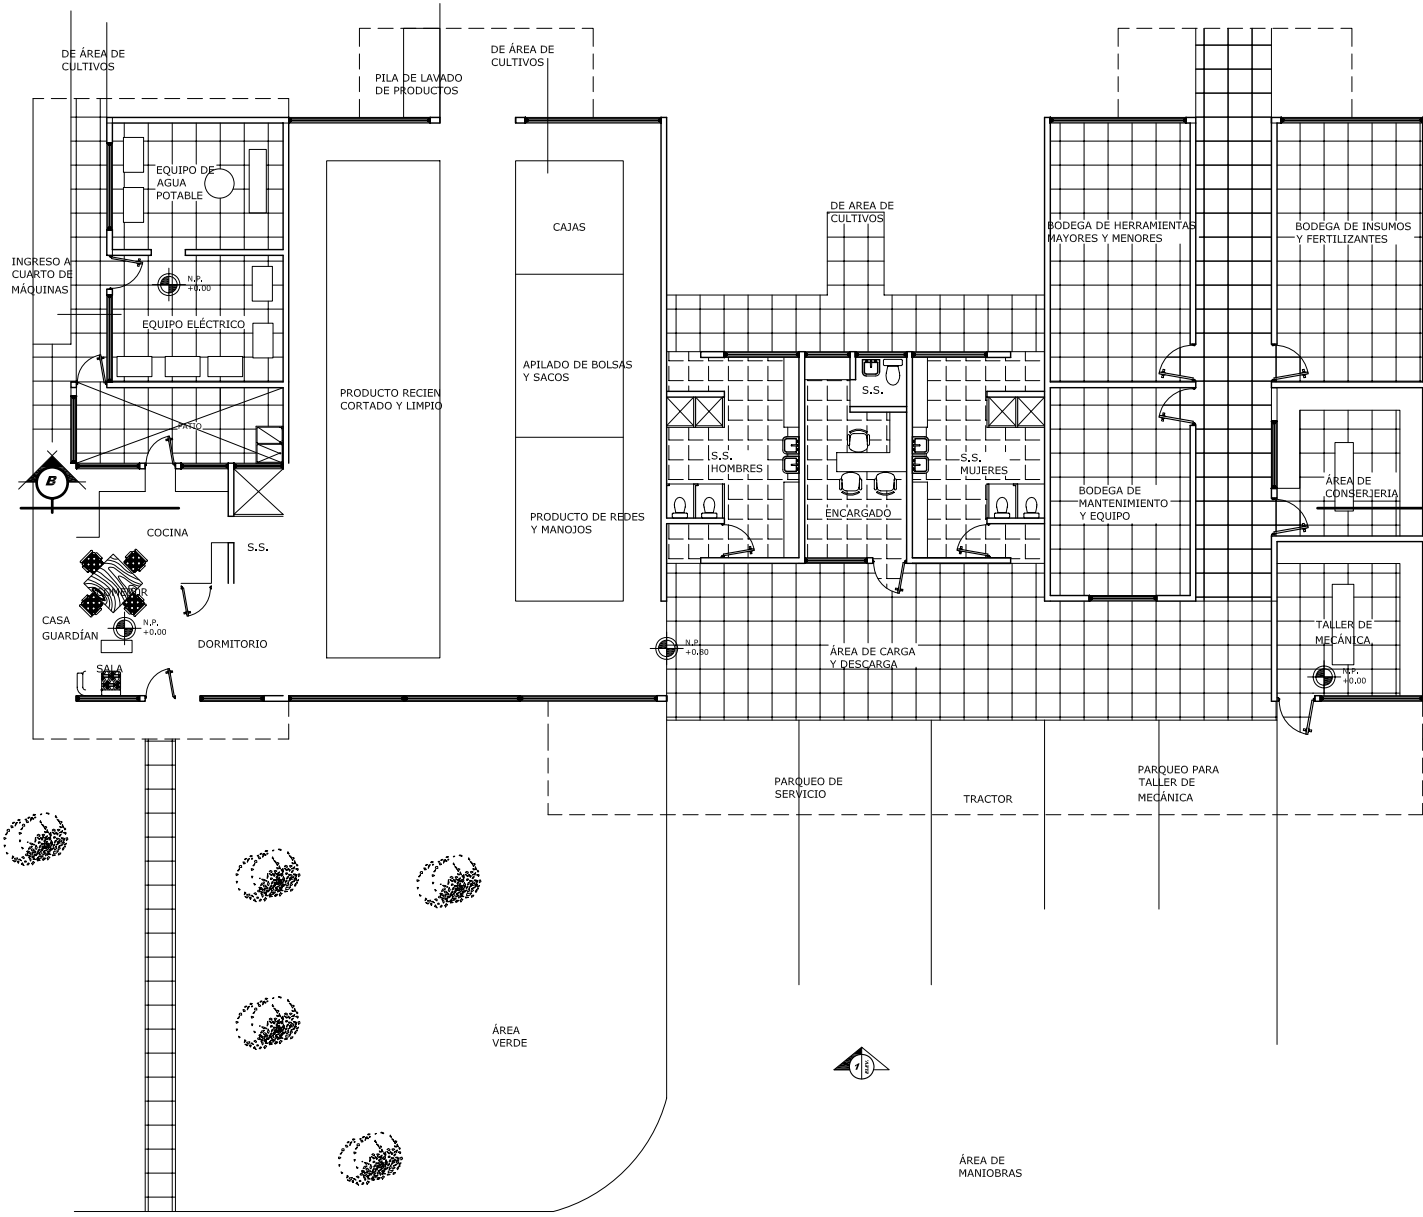 DE ÁREA DE
CULTIVOS
PILA DE LAVADO
DE PRODUCTOS
DE ÁREA DE
CULTIVOS
EQUIPO DE
AGUA
POTABLE
INGRESO A
CUARTO DE
MÁQUINAS
N.P.
+0.00
EQUIPO ELÉCTRICO
PATIO
B
CAJAS
APILADO DE BOLSAS
Y SACOS
PRODUCTO RECIEN
CORTADO Y LIMPIO
PRODUCTO DE REDES
Y MANOJOS
DE AREA DE
CULTIVOS
S.S.
S.S.
HOMBRES
S.S.
MUJERES
ENCARGADO
BODEGA DE HERRAMIENTAS
MAYORES Y MENORES
BODEGA DE INSUMOS
Y FERTILIZANTES
BODEGA DE
MANTENIMIENTO
Y EQUIPO
ÁREA DE
CONSERJERIA
COCINA
S.S.
COMEDOR
CASA
GUARDÍAN
N.P.
+0.00
DORMITORIO
SALA
N.P.
+0.80
ÁREA DE CARGA
Y DESCARGA
TALLER DE
MECÁNICA
N.P.
+0.00
PARQUEO DE
SERVICIO
TRACTOR
PARQUEO PARA
TALLER DE
MECÁNICA
ÁREA
VERDE
ELEV.
ÁREA DE
MANIOBRAS